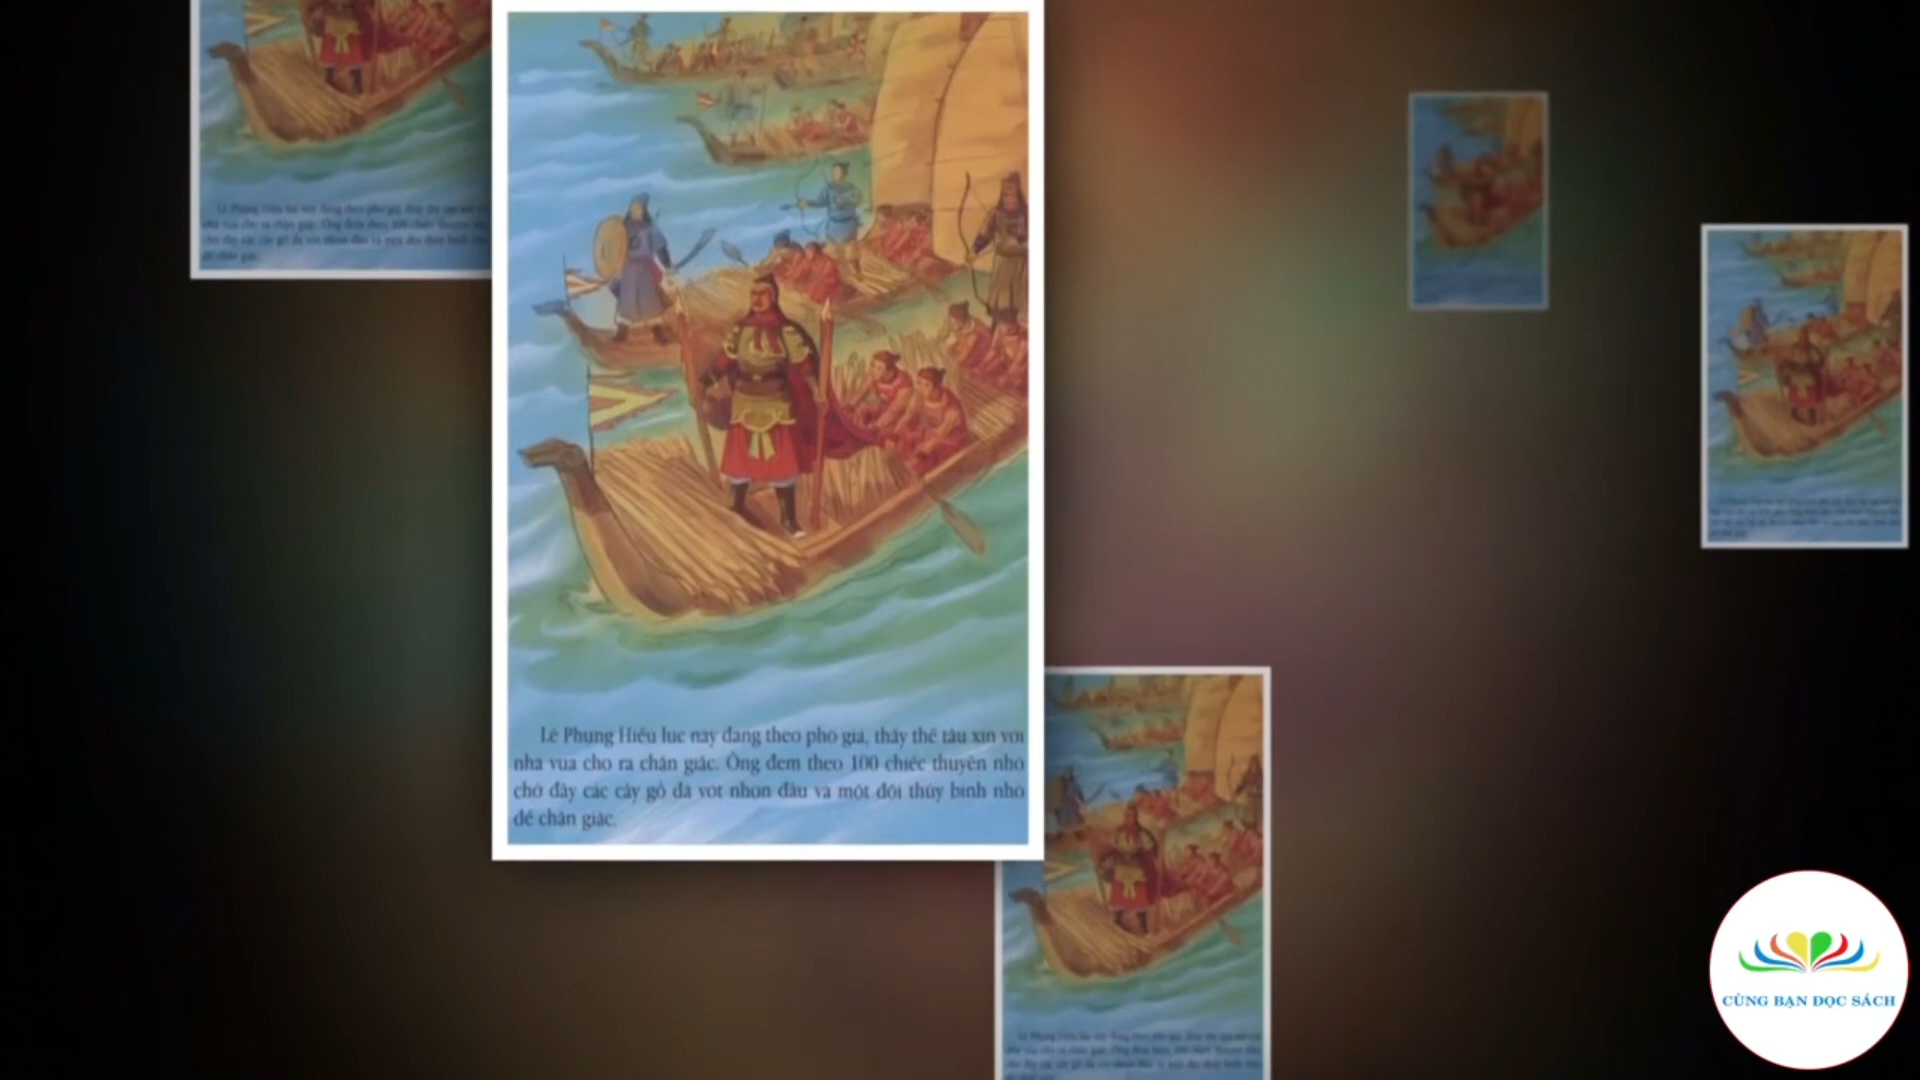 Lê Phụng Hiểu lúc này đang theo phò giá, thấy thế tâu xin với
nhà vua cho ra chặn giặc. Ông đem theo 100 chiếc thuyền nhỏ
chở đầy các cây gỗ đã vót nhọn đầu và một đội thủy binh nhỏ
để chặn giặc.
CÙNG BẠN ĐỌC SÁCH